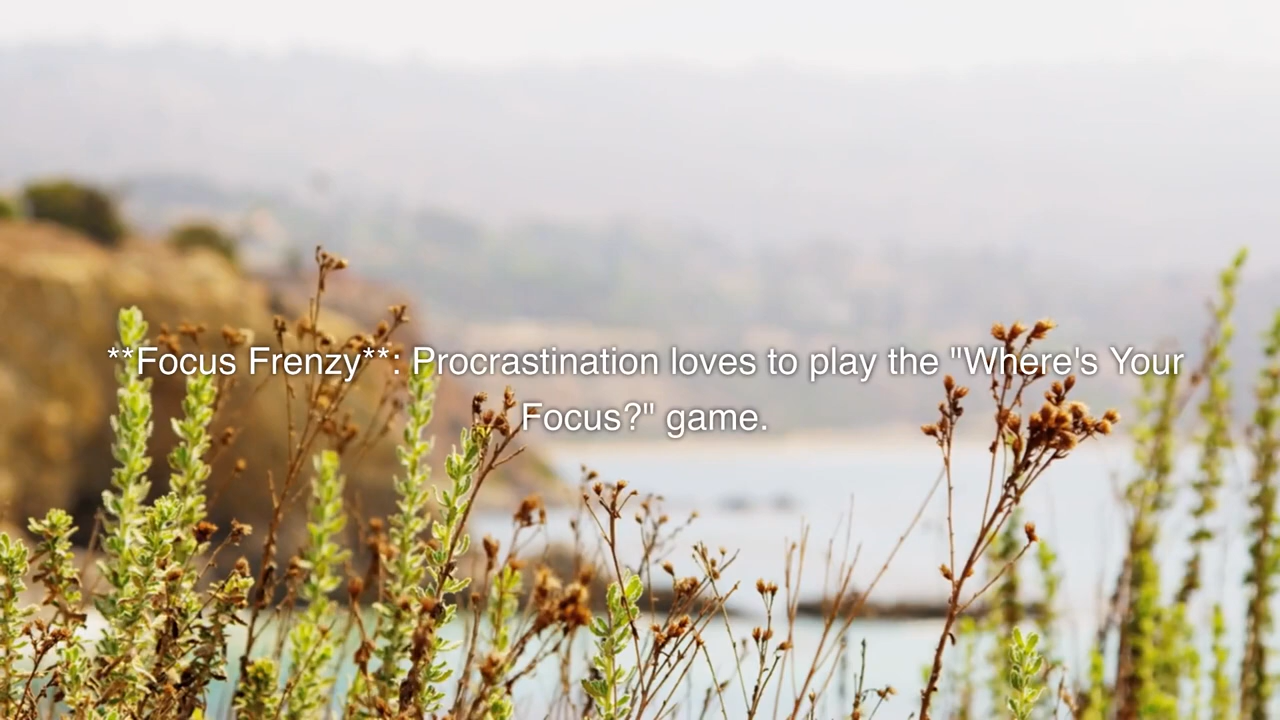 **Focus Frenzy**: Procrastination loves to play the "Where's Your
Focus?" game.